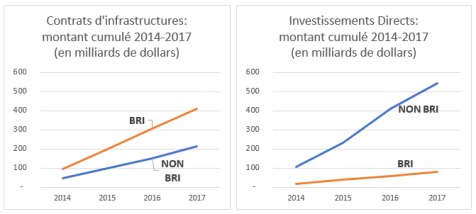 Contrats d'infrastructures:
montant cumulé 2014-2017
(en milliards de dollars)
600
500
400
300
200
100
-
BRI
NON
BRI
2014 2015 2016 2017
Investissements Directs:
montant cumulé 2014-2017
(en milliards de dollars)
600
500
400
300
200
100
-
NON BRI
BRI
2014 2015 2016 2017